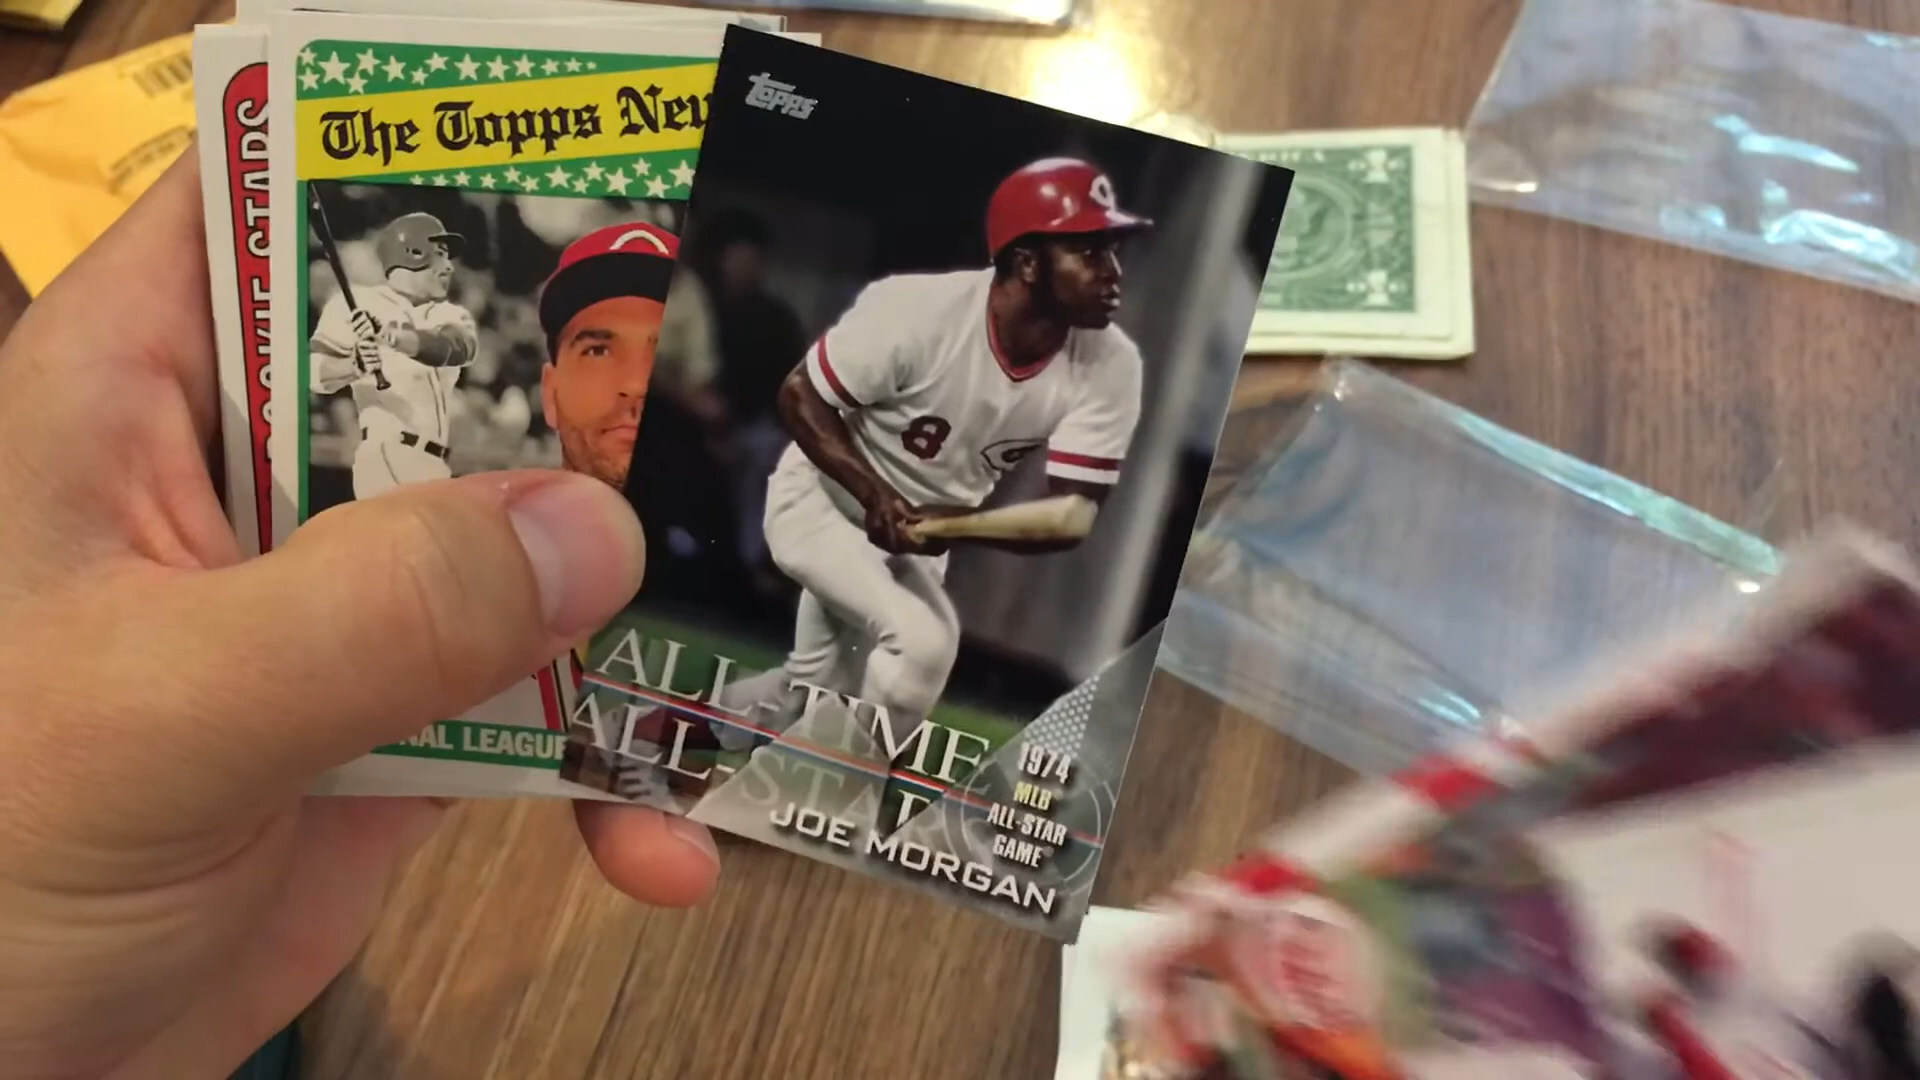 ROOKIE STARS
The Topps New
NAL LEAGUE
Topps
C
8
ALL-TIME
ALL-STAR
1974
MLB
ALL-STAR
GAME
JOE MORGAN